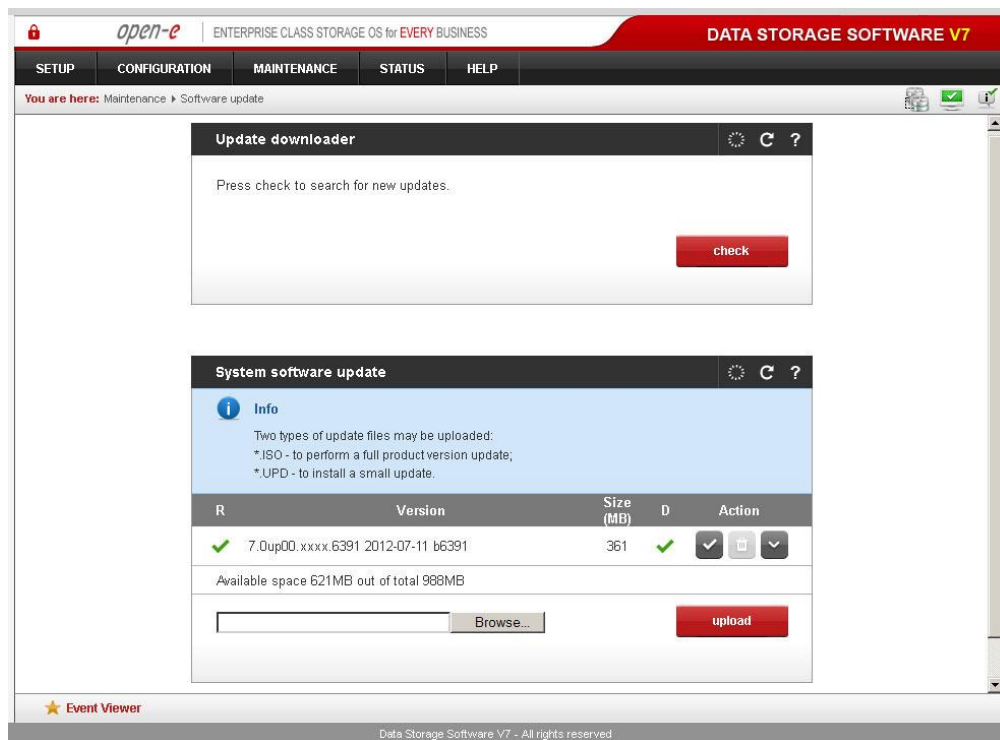 open-e ENTERPRISE CLASS STORAGE OS for EVERY BUSINESS DATA STORAGE SOFTWARE V7
SETUP CONFIGURATION MAINTENANCE STATUS HELP
You are here: Maintenance Software update
Update downloader ?
Press check to search for new updates.
check
System software update ?
i Info
Two types of update files may be uploaded:
*.ISO - to perform a full product version update;
*.UPD - to install a small update.
R Version Size (MB) D Action
7.0up00.xxxx.6391 2012-07-11 b6391 361
Available space 621MB out of total 988MB
Browse... upload
Event Viewer
Data Storage Software V7 - All rights reserved